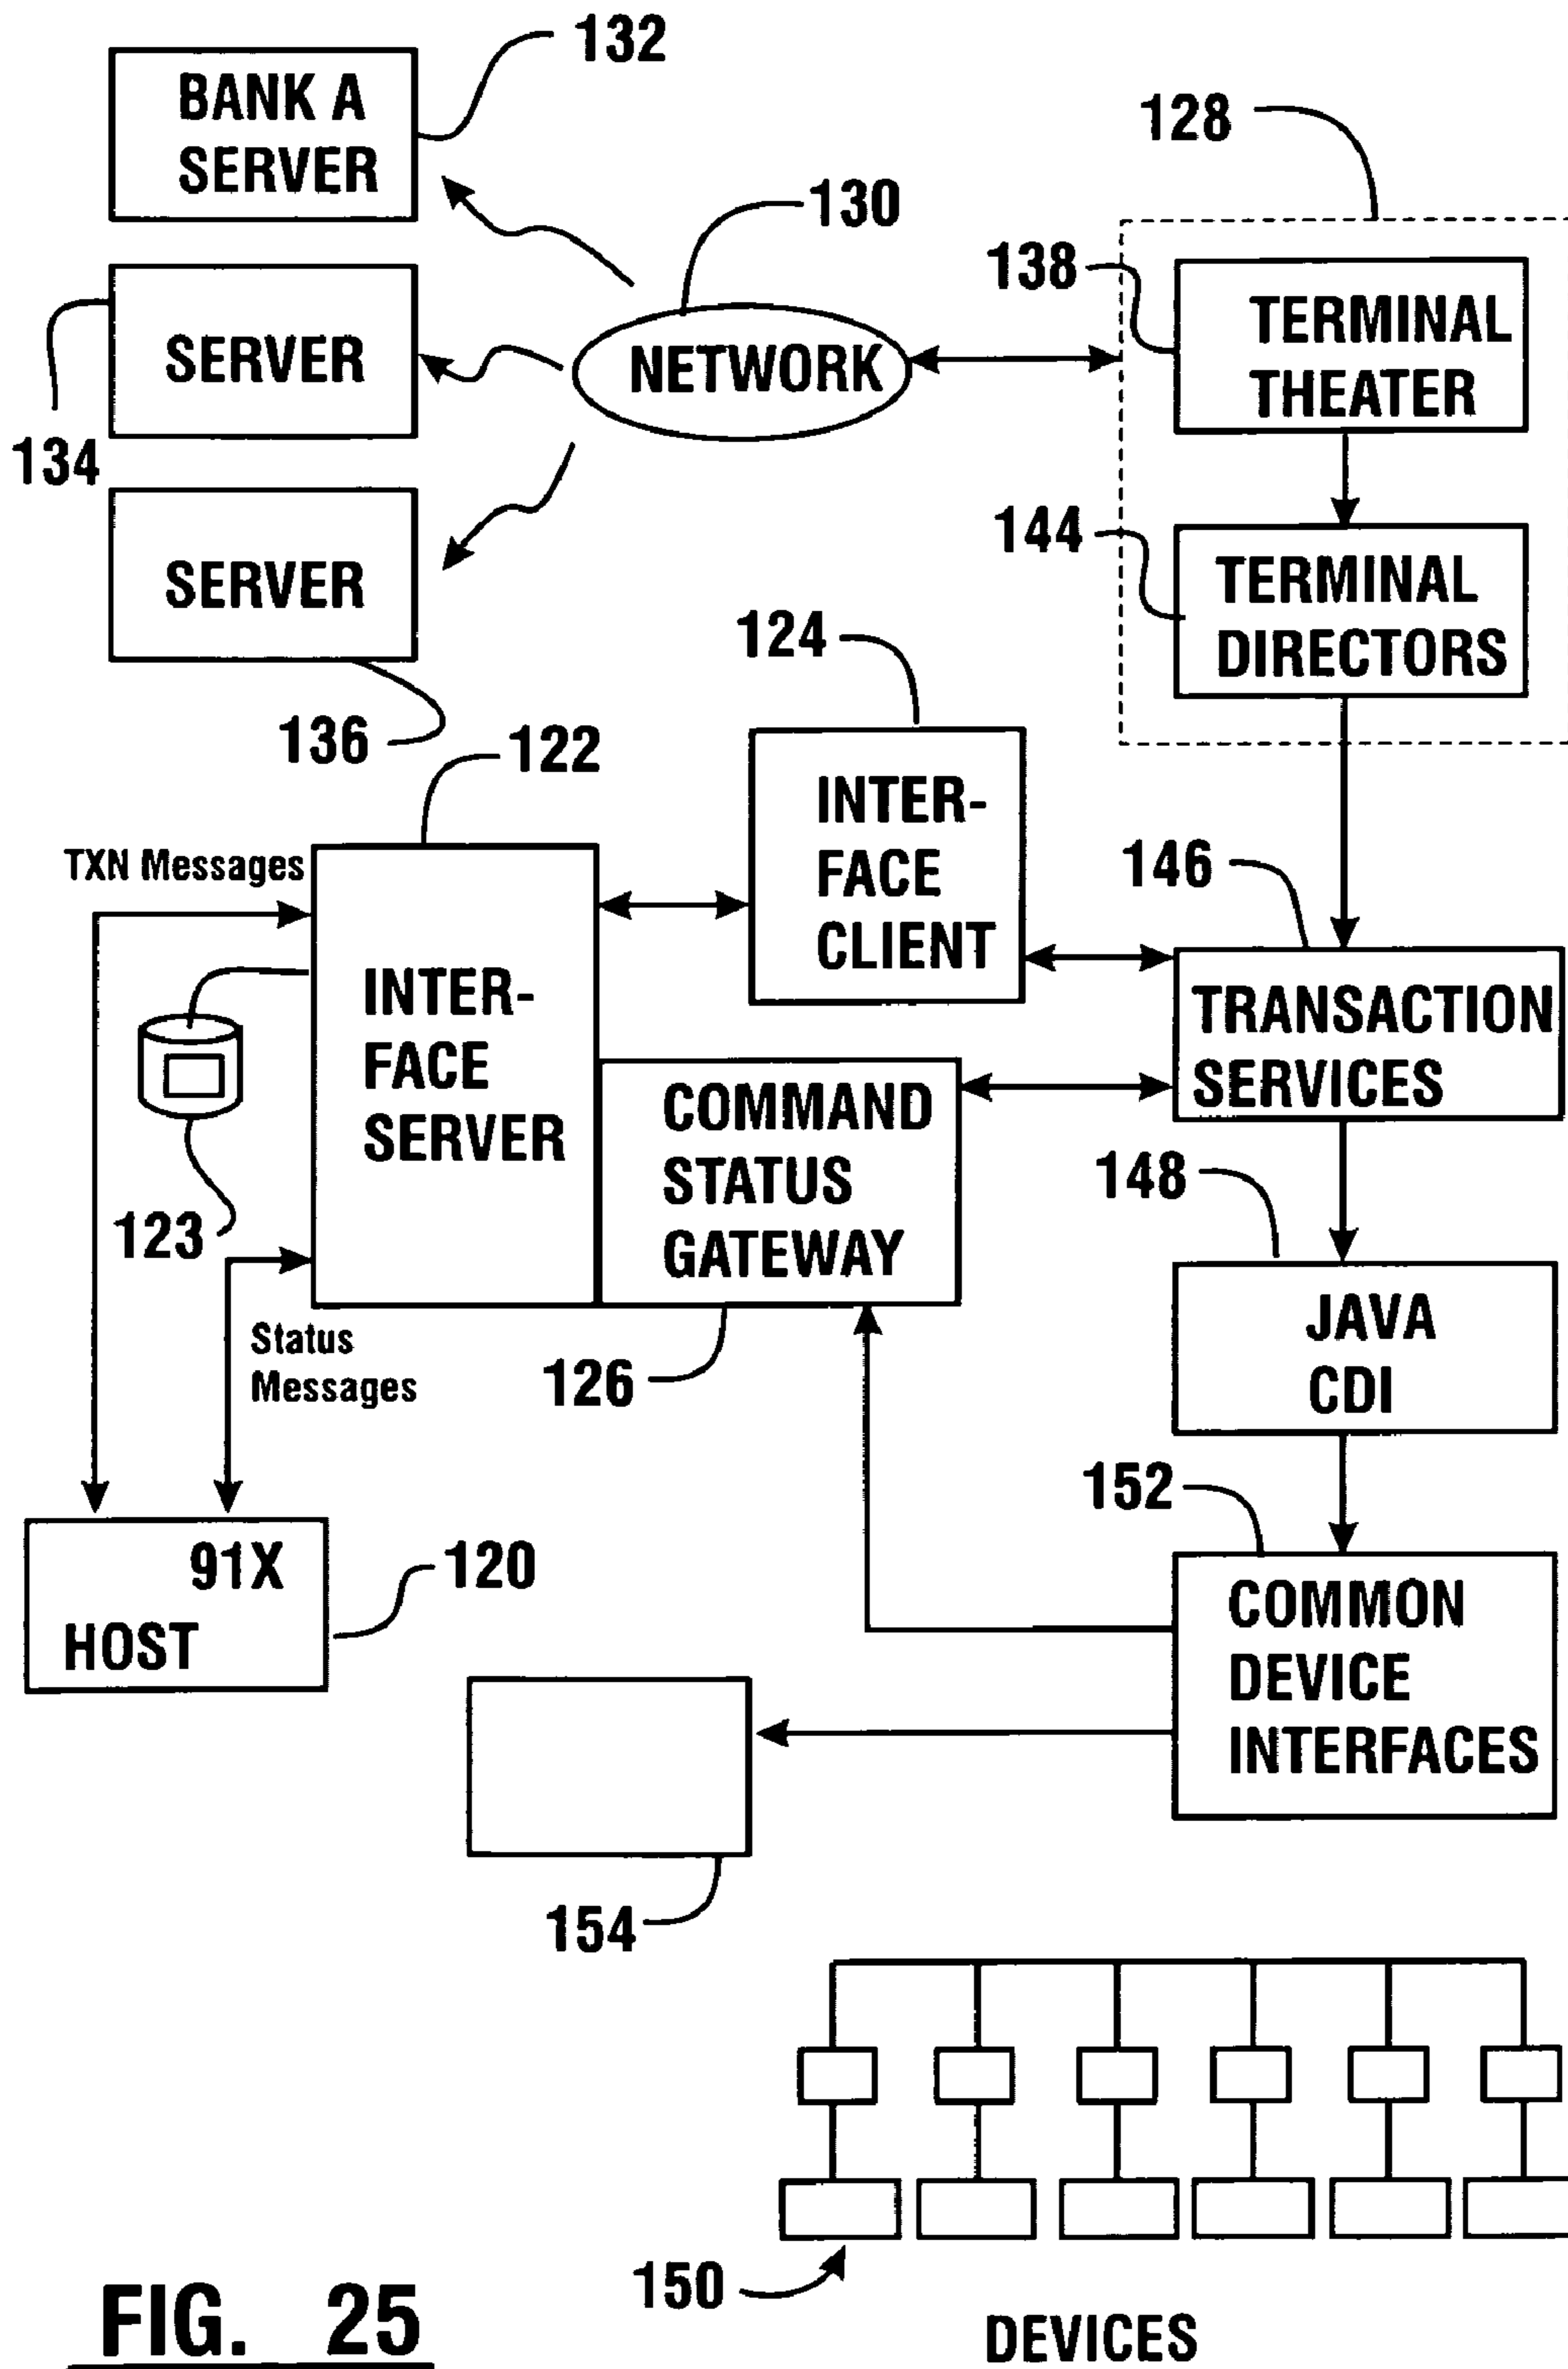 132
BANK A
SERVER
128
130
138
TERMINAL
THEATER
SERVER
NETWORK
134
144
TERMINAL
DIRECTORS
SERVER
124
136
122
INTER-
FACE
CLIENT
146
TXN Messages
INTER-
FACE
SERVER
TRANSACTION
SERVICES
COMMAND
STATUS
GATEWAY
148
123
JAVA
CDI
Status
Messages
126
152
91X
HOST
120
COMMON
DEVICE
INTERFACES
154
150
DEVICES
FIG. 25